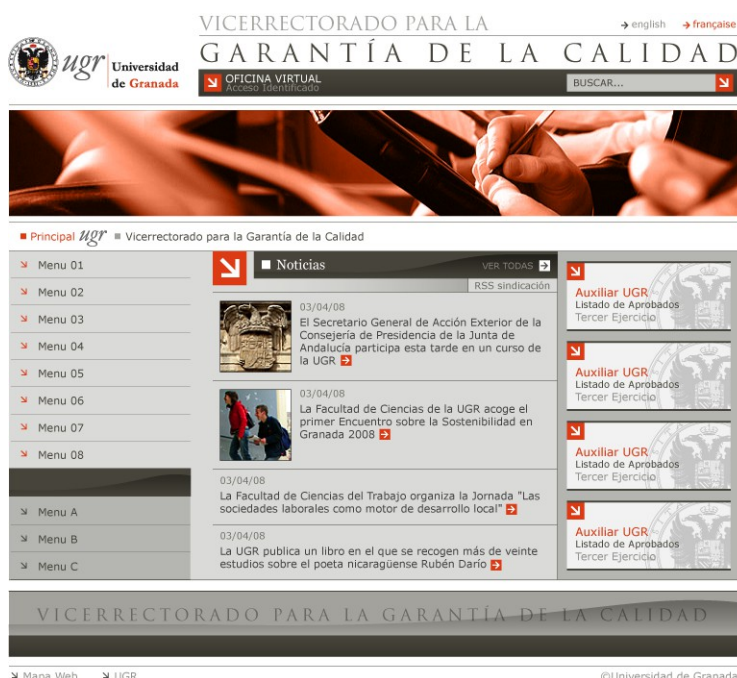 VICERRECTORADO PARA LA
english
française
GARANTÍA DE LA CALIDAD
ugr Universidad
de Granada
OFICINA VIRTUAL
Acceso Identificado
BUSCAR...
Principal ugr Vicerrectorado para la Garantía de la Calidad
Menu 01
Menu 02
Menu 03
Menu 04
Menu 05
Menu 06
Menu 07
Menu 08
Menu A
Menu B
Menu C
Noticias
VER TODAS
RSS sindicación
03/04/08
El Secretario General de Acción Exterior de la
Consejería de Presidencia de la Junta de
Andalucía participa esta tarde en un curso de
la UGR
03/04/08
La Facultad de Ciencias de la UGR acoge el
primer Encuentro sobre la Sostenibilidad en
Granada 2008
03/04/08
La Facultad de Ciencias del Trabajo organiza la Jornada "Las
sociedades laborales como motor de desarrollo local"
03/04/08
La UGR publica un libro en el que se recogen más de veinte
estudios sobre el poeta nicaragüense Rubén Darío
Auxiliar UGR
Listado de Aprobados
Tercer Ejercicio
Auxiliar UGR
Listado de Aprobados
Tercer Ejercicio
Auxiliar UGR
Listado de Aprobados
Tercer Ejercicio
Auxiliar UGR
Listado de Aprobados
Tercer Ejercicio
VICERRECTORADO PARA LA GARANTÍA DE LA CALIDAD
Mapa Web
UGR
©Universidad de Granada